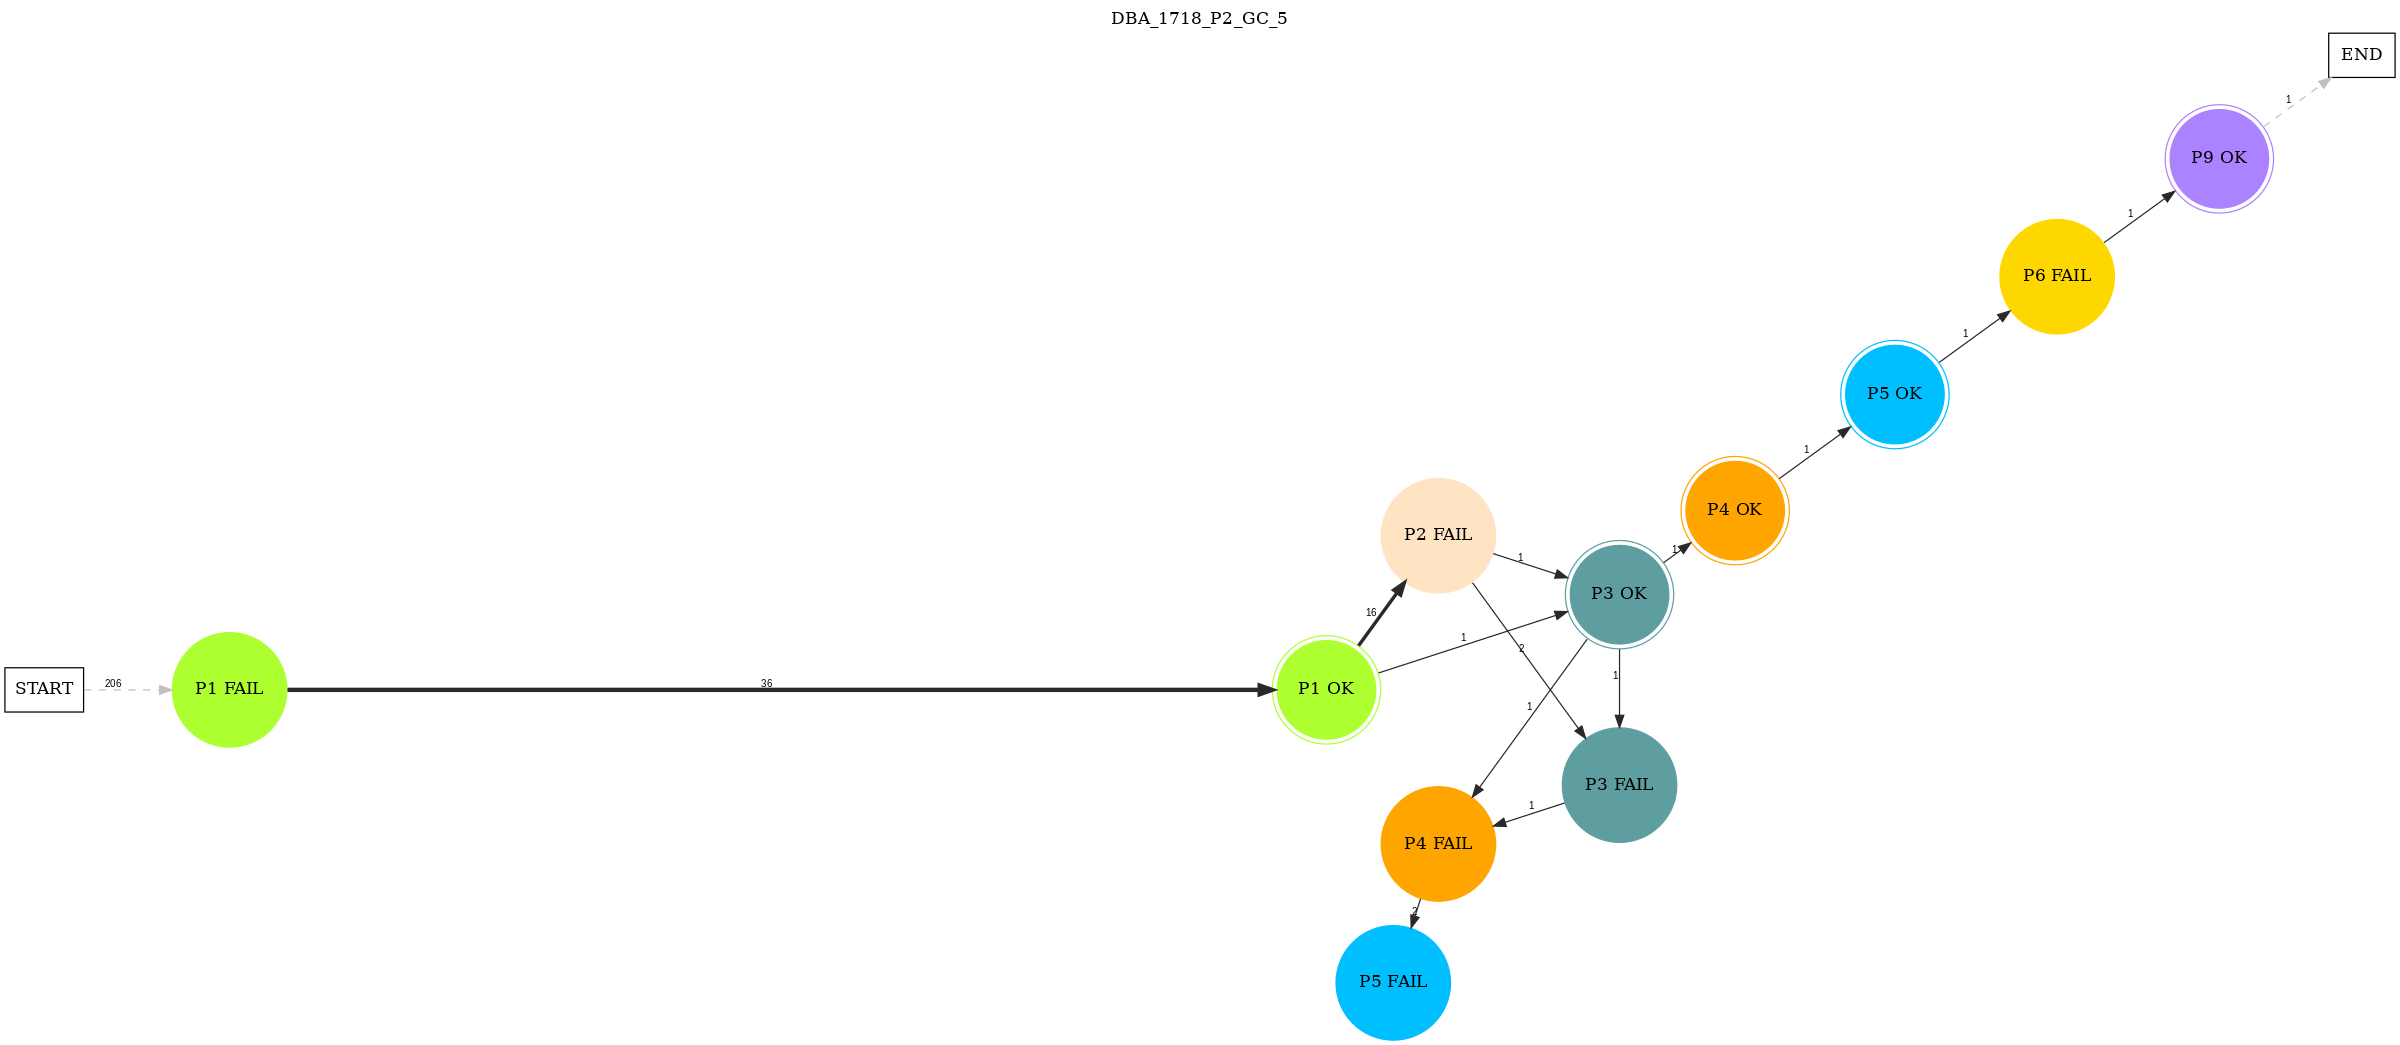 DBA_1718_P2_GC_5
END
1
P9 OK
1
P6 FAIL
1
P5 OK
1
P4 OK
1
P2 FAIL
1
P3 OK
16
1
2
START
206
P1 FAIL
36
P1 OK
1
1
P3 FAIL
1
P4 FAIL
2
P5 FAIL